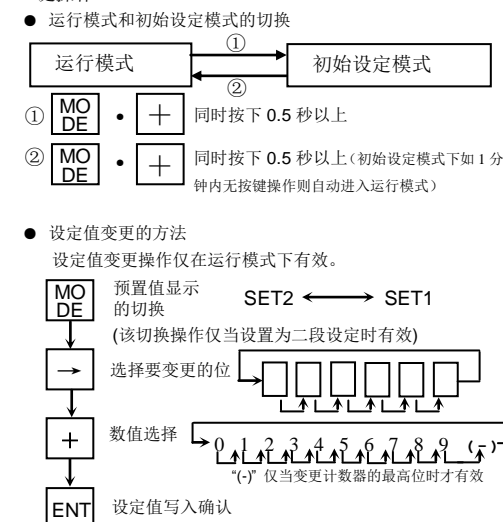 ● 运行模式和初始设定模式的切换
①
运行模式 初始设定模式
②
① MODE • + 同时按下 0.5 秒以上
② MODE • + 同时按下 0.5 秒以上(初始设定模式下如 1 分
钟内无按键操作则自动进入运行模式)
● 设定值变更的方法
设定值变更操作仅在运行模式下有效。
MODE 预置值显示
的切换 SET2 ←→ SET1
(该切换操作仅当设置为二段设定时有效)
→ 选择要变更的位
+ 数值选择 0 1 2 3 4 5 6 7 8 9 (-)
“(-)” 仅当变更计数器的最高位时才有效
ENT 设定值写入确认